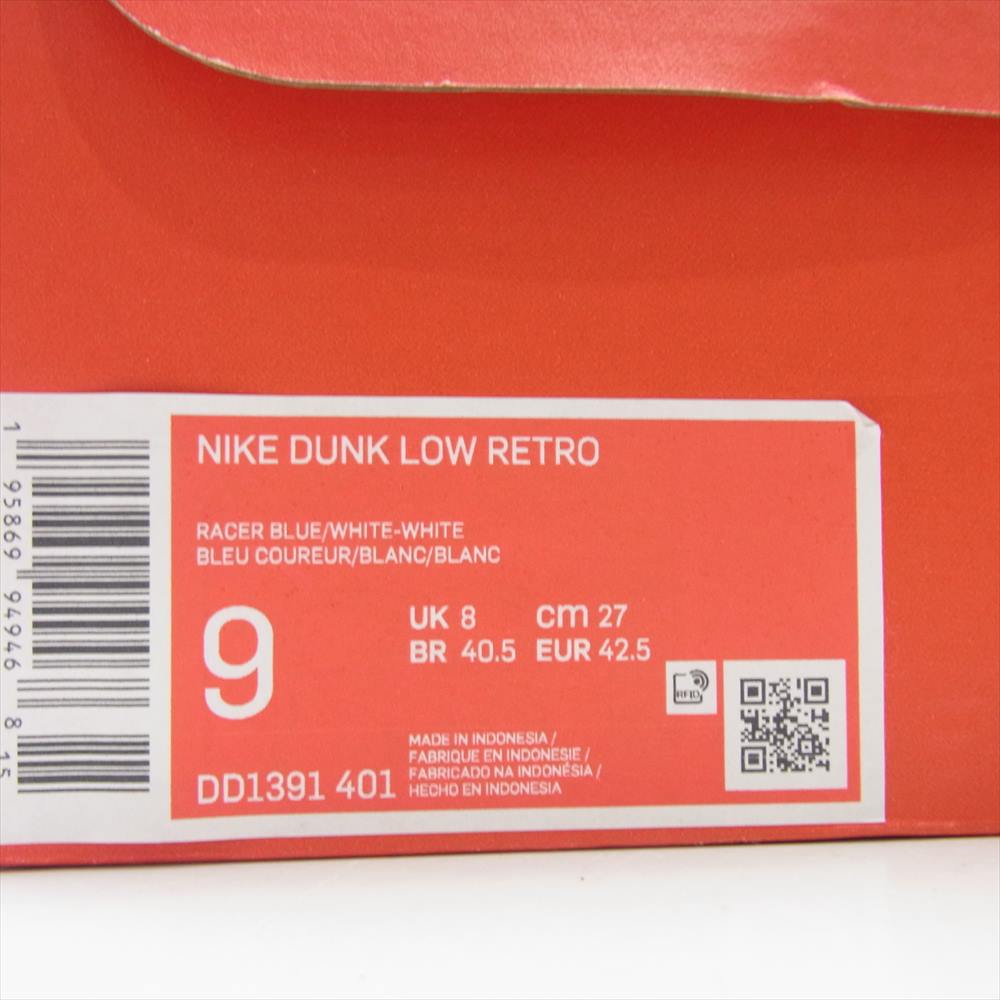 NIKE DUNK LOW RETRO
RACER BLUE/WHITE-WHITE
BLEU COUREUR/BLANC/BLANC
9
UK 8 cm 27
BR 40.5 EUR 42.5
RFID
MADE IN INDONESIA /
FABRIQUE EN INDONESIE /
FABRICADO NA INDONÉSIA /
HECHO EN INDONESIA
DD1391 401
1 95869 94946 8 15